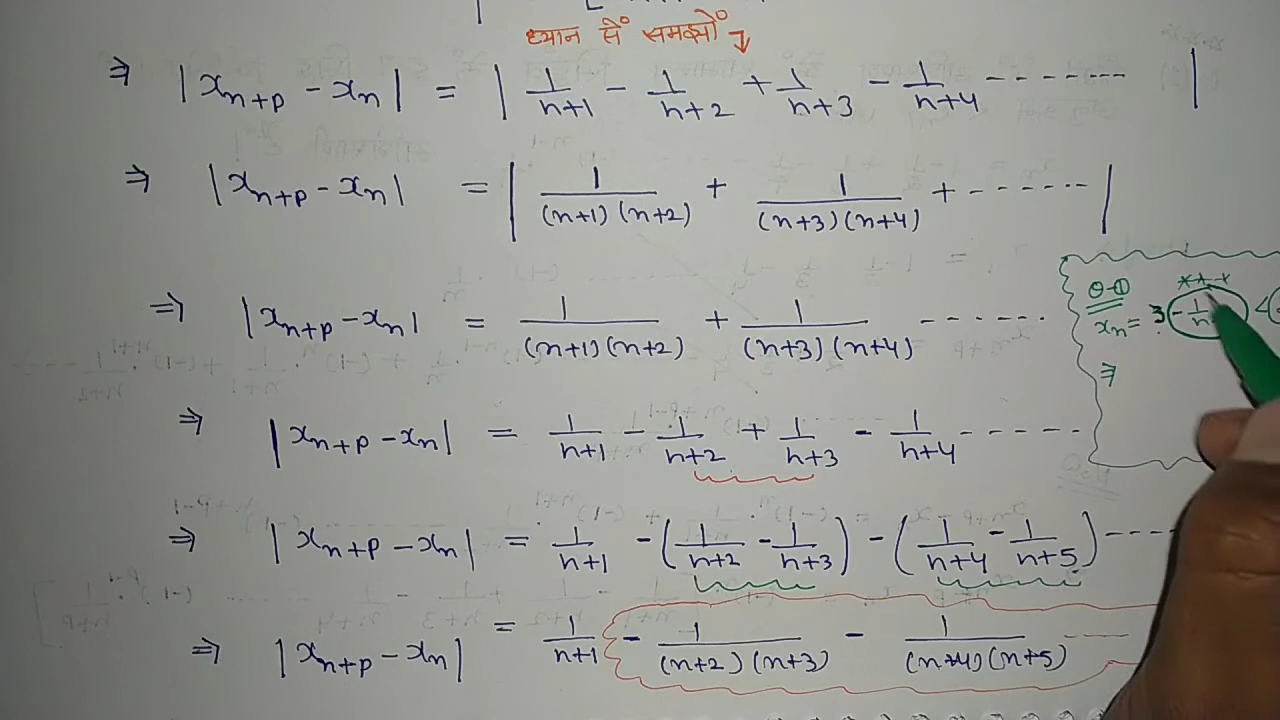 ध्यान सें समझों ↓
⇒ |x_{n+p} - x_n| = | 1/(n+1) - 1/(n+2) + 1/(n+3) - 1/(n+4) ------- |
⇒ |x_{n+p} - x_n| = | 1/((n+1)(n+2)) + 1/((n+3)(n+4)) + ------ |
⇒ |x_{n+p} - x_n| = 1/((n+1)(n+2)) + 1/((n+3)(n+4)) ------
⇒ |x_{n+p} - x_n| = 1/(n+1) - 1/(n+2) + 1/(n+3) - 1/(n+4) ------
⇒ |x_{n+p} - x_n| = 1/(n+1) - (1/(n+2) - 1/(n+3)) - (1/(n+4) - 1/(n+5)) ----
⇒ |x_{n+p} - x_n| = 1/(n+1) - 1/((n+2)(n+3)) - 1/((n+4)(n+5)) -----
***
x_n = 3 - 1/n <
⇒